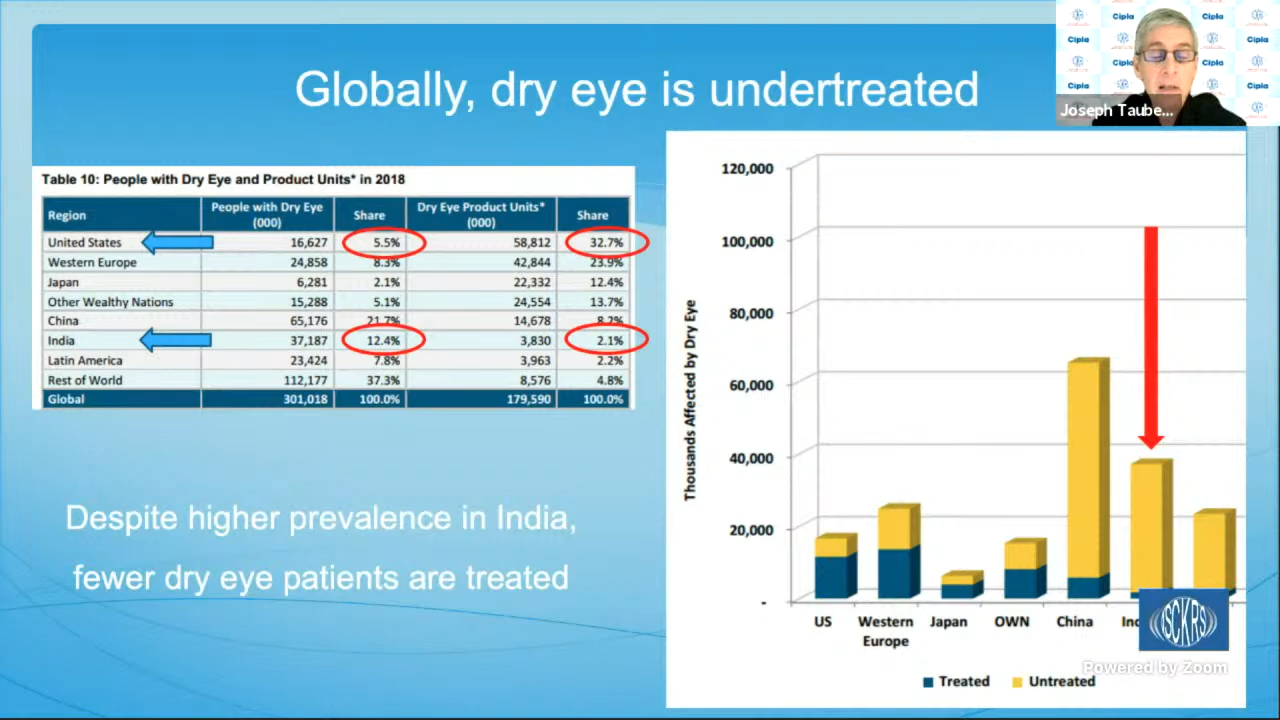 Globally, dry eye is undertreated
Cipla Cipla
Cipla Cipla
Cipla
Cipla Cipla
Joseph Taube...
Table 10: People with Dry Eye and Product Units* in 2018
Region People with Dry Eye (000) Share Dry Eye Product Units* (000) Share
United States 16,627 5.5% 58,812 32.7%
Western Europe 24,858 8.3% 42,844 23.9%
Japan 6,281 2.1% 22,332 12.4%
Other Wealthy Nations 15,288 5.1% 24,554 13.7%
China 65,176 21.7% 14,678 8.2%
India 37,187 12.4% 3,830 2.1%
Latin America 23,424 7.8% 3,963 2.2%
Rest of World 112,177 37.3% 8,576 4.8%
Global 301,018 100.0% 179,590 100.0%
Despite higher prevalence in India,
fewer dry eye patients are treated
Thousands Affected by Dry Eye
120,000
100,000
80,000
60,000
40,000
20,000
-
US Western Europe Japan OWN China
ISCKRS
Powered by Zoom
Treated Untreated